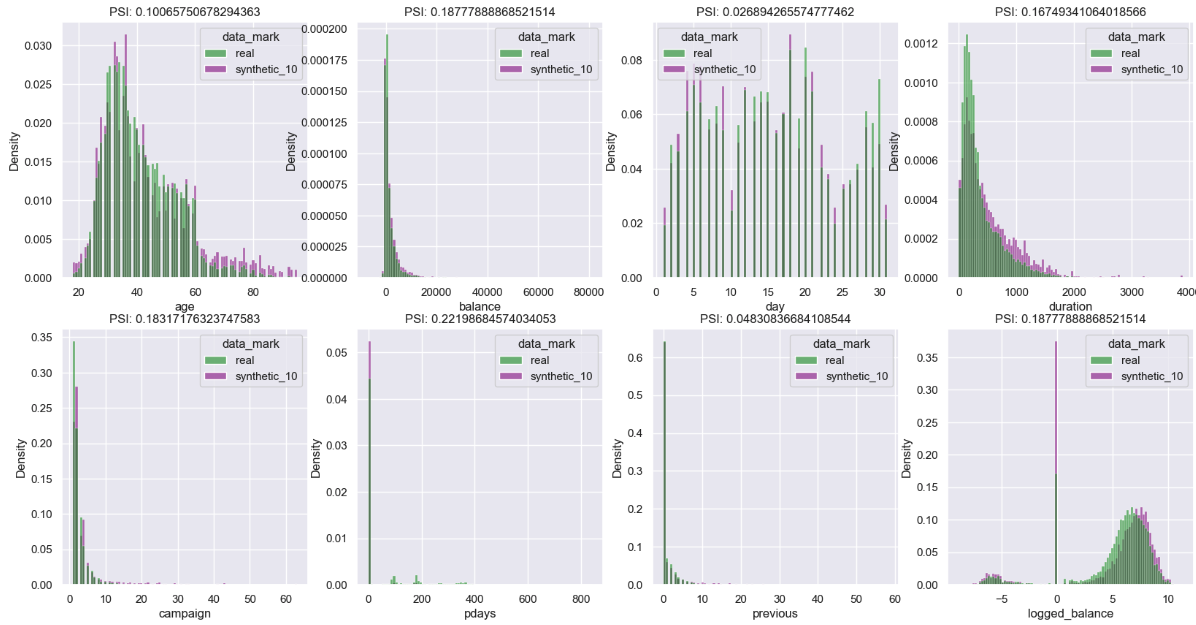 PSI: 0.10065750678294363
data_mark
real
synthetic_10
0.030
0.025
0.020
0.015
0.010
0.005
0.000
Density
20 40 60 80
age
PSI: 0.18777888868521514
data_mark
real
synthetic_10
0.000200
0.000175
0.000150
0.000125
0.000100
0.000075
0.000050
0.000025
0.000000
Density
0 20000 40000 60000 80000
balance
PSI: 0.026894265574777462
data_mark
real
synthetic_10
0.08
0.06
0.04
0.02
0.00
Density
0 5 10 15 20 25 30
day
PSI: 0.16749341064018566
data_mark
real
synthetic_10
0.0012
0.0010
0.0008
0.0006
0.0004
0.0002
0.0000
Density
0 1000 2000 3000 4000
duration
PSI: 0.18317176323747583
data_mark
real
synthetic_10
0.35
0.30
0.25
0.20
0.15
0.10
0.05
0.00
Density
0 10 20 30 40 50 60
campaign
PSI: 0.22198684574034053
data_mark
real
synthetic_10
0.05
0.04
0.03
0.02
0.01
0.00
Density
0 200 400 600 800
pdays
PSI: 0.04830836684108544
data_mark
real
synthetic_10
0.6
0.5
0.4
0.3
0.2
0.1
0.0
Density
0 10 20 30 40 50 60
previous
PSI: 0.18777888868521514
data_mark
real
synthetic_10
0.35
0.30
0.25
0.20
0.15
0.10
0.05
0.00
Density
−5 0 5 10
logged_balance